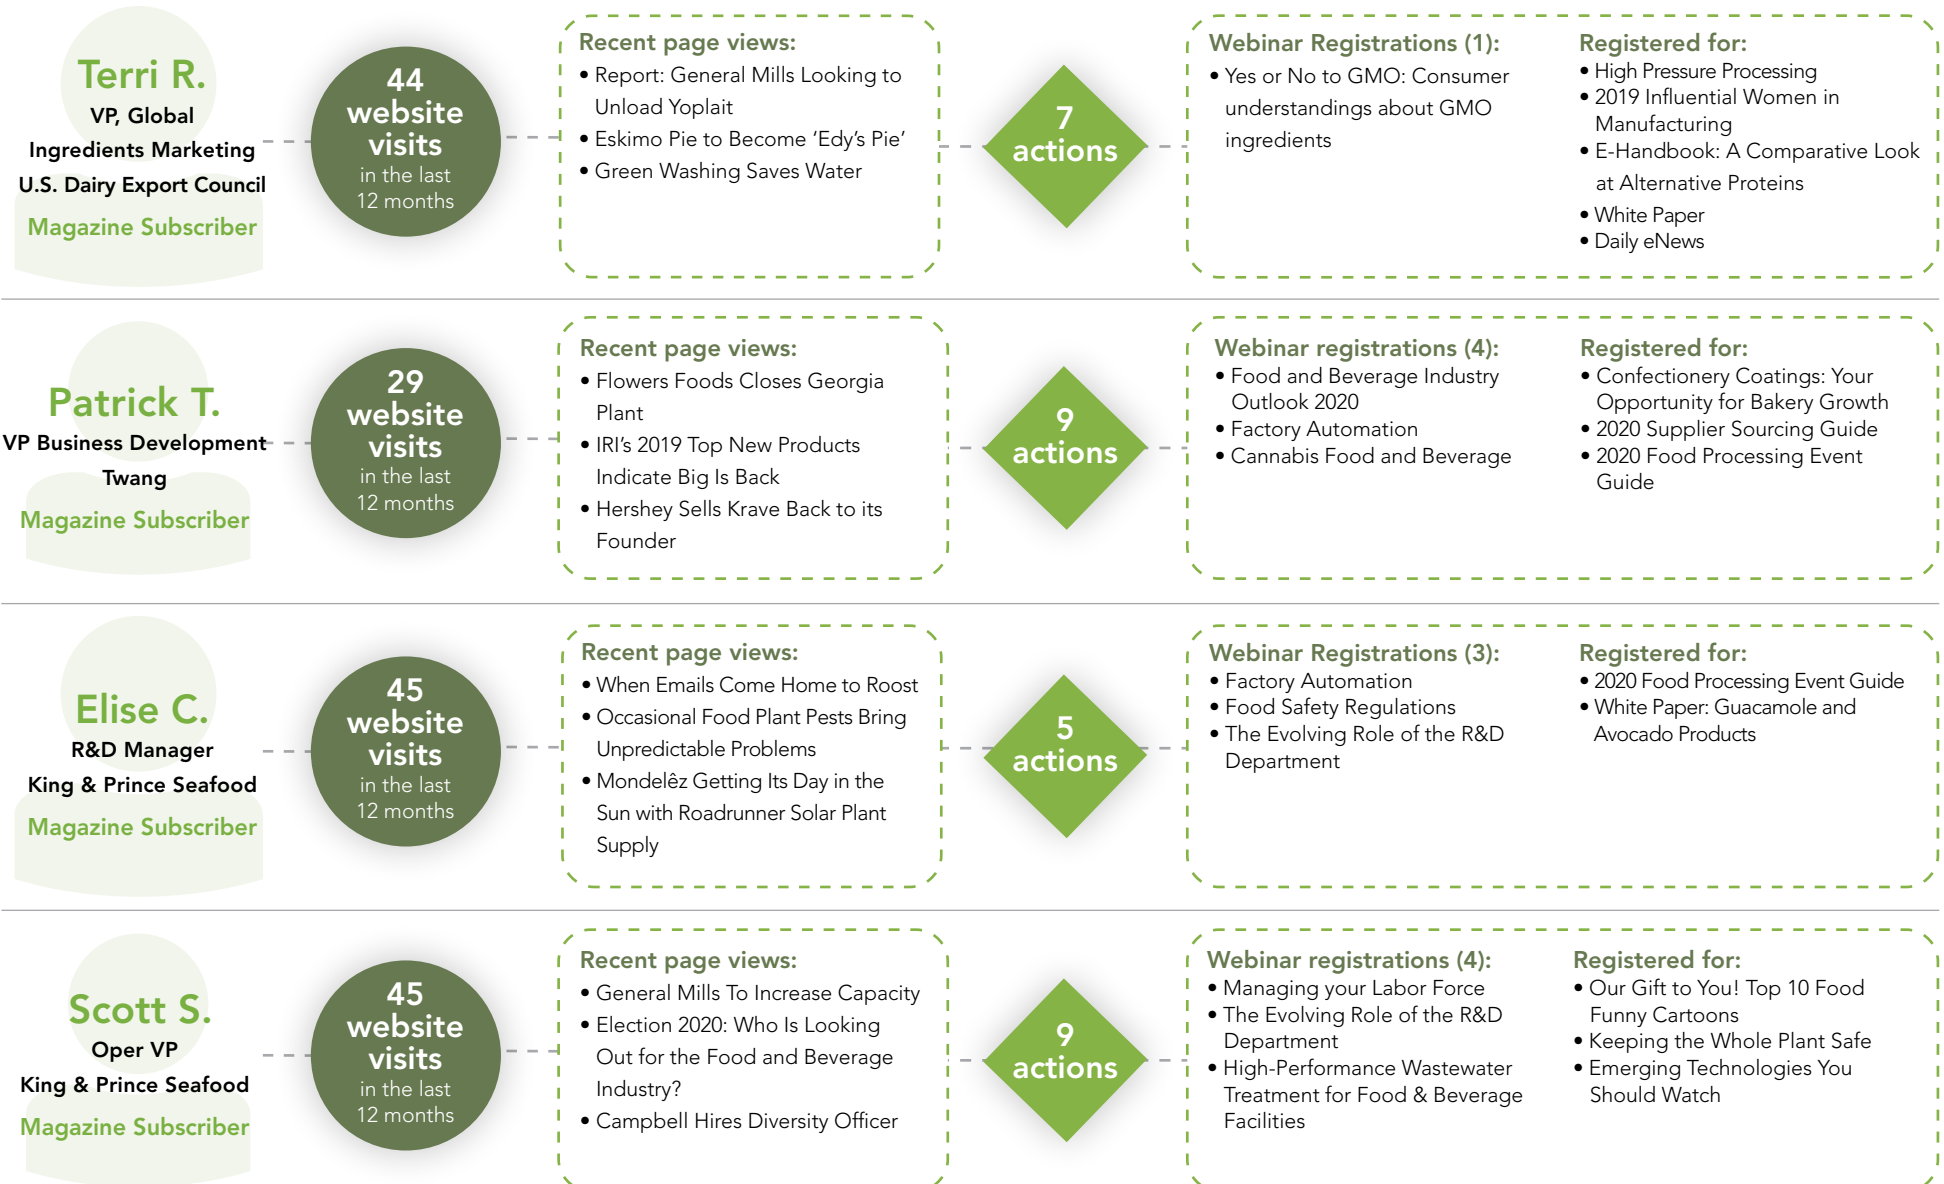 Terri R.
VP, Global
Ingredients Marketing
U.S. Dairy Export Council
Magazine Subscriber
44
website
visits
in the last
12 months
Recent page views:
• Report: General Mills Looking to
Unload Yoplait
• Eskimo Pie to Become ‘Edy’s Pie’
• Green Washing Saves Water
7
actions
Webinar Registrations (1):
• Yes or No to GMO: Consumer
understandings about GMO
ingredients
Registered for:
• High Pressure Processing
• 2019 Influential Women in
Manufacturing
• E-Handbook: A Comparative Look
at Alternative Proteins
• White Paper
• Daily eNews
Patrick T.
VP Business Development
Twang
Magazine Subscriber
29
website
visits
in the last
12 months
Recent page views:
• Flowers Foods Closes Georgia
Plant
• IRI’s 2019 Top New Products
Indicate Big Is Back
• Hershey Sells Krave Back to its
Founder
9
actions
Webinar registrations (4):
• Food and Beverage Industry
Outlook 2020
• Factory Automation
• Cannabis Food and Beverage
Registered for:
• Confectionery Coatings: Your
Opportunity for Bakery Growth
• 2020 Supplier Sourcing Guide
• 2020 Food Processing Event
Guide
Elise C.
R&D Manager
King & Prince Seafood
Magazine Subscriber
45
website
visits
in the last
12 months
Recent page views:
• When Emails Come Home to Roost
• Occasional Food Plant Pests Bring
Unpredictable Problems
• Mondelêz Getting Its Day in the
Sun with Roadrunner Solar Plant
Supply
5
actions
Webinar Registrations (3):
• Factory Automation
• Food Safety Regulations
• The Evolving Role of the R&D
Department
Registered for:
• 2020 Food Processing Event Guide
• White Paper: Guacamole and
Avocado Products
Scott S.
Oper VP
King & Prince Seafood
Magazine Subscriber
45
website
visits
in the last
12 months
Recent page views:
• General Mills To Increase Capacity
• Election 2020: Who Is Looking
Out for the Food and Beverage
Industry?
• Campbell Hires Diversity Officer
9
actions
Webinar registrations (4):
• Managing your Labor Force
• The Evolving Role of the R&D
Department
• High-Performance Wastewater
Treatment for Food & Beverage
Facilities
Registered for:
• Our Gift to You! Top 10 Food
Funny Cartoons
• Keeping the Whole Plant Safe
• Emerging Technologies You
Should Watch